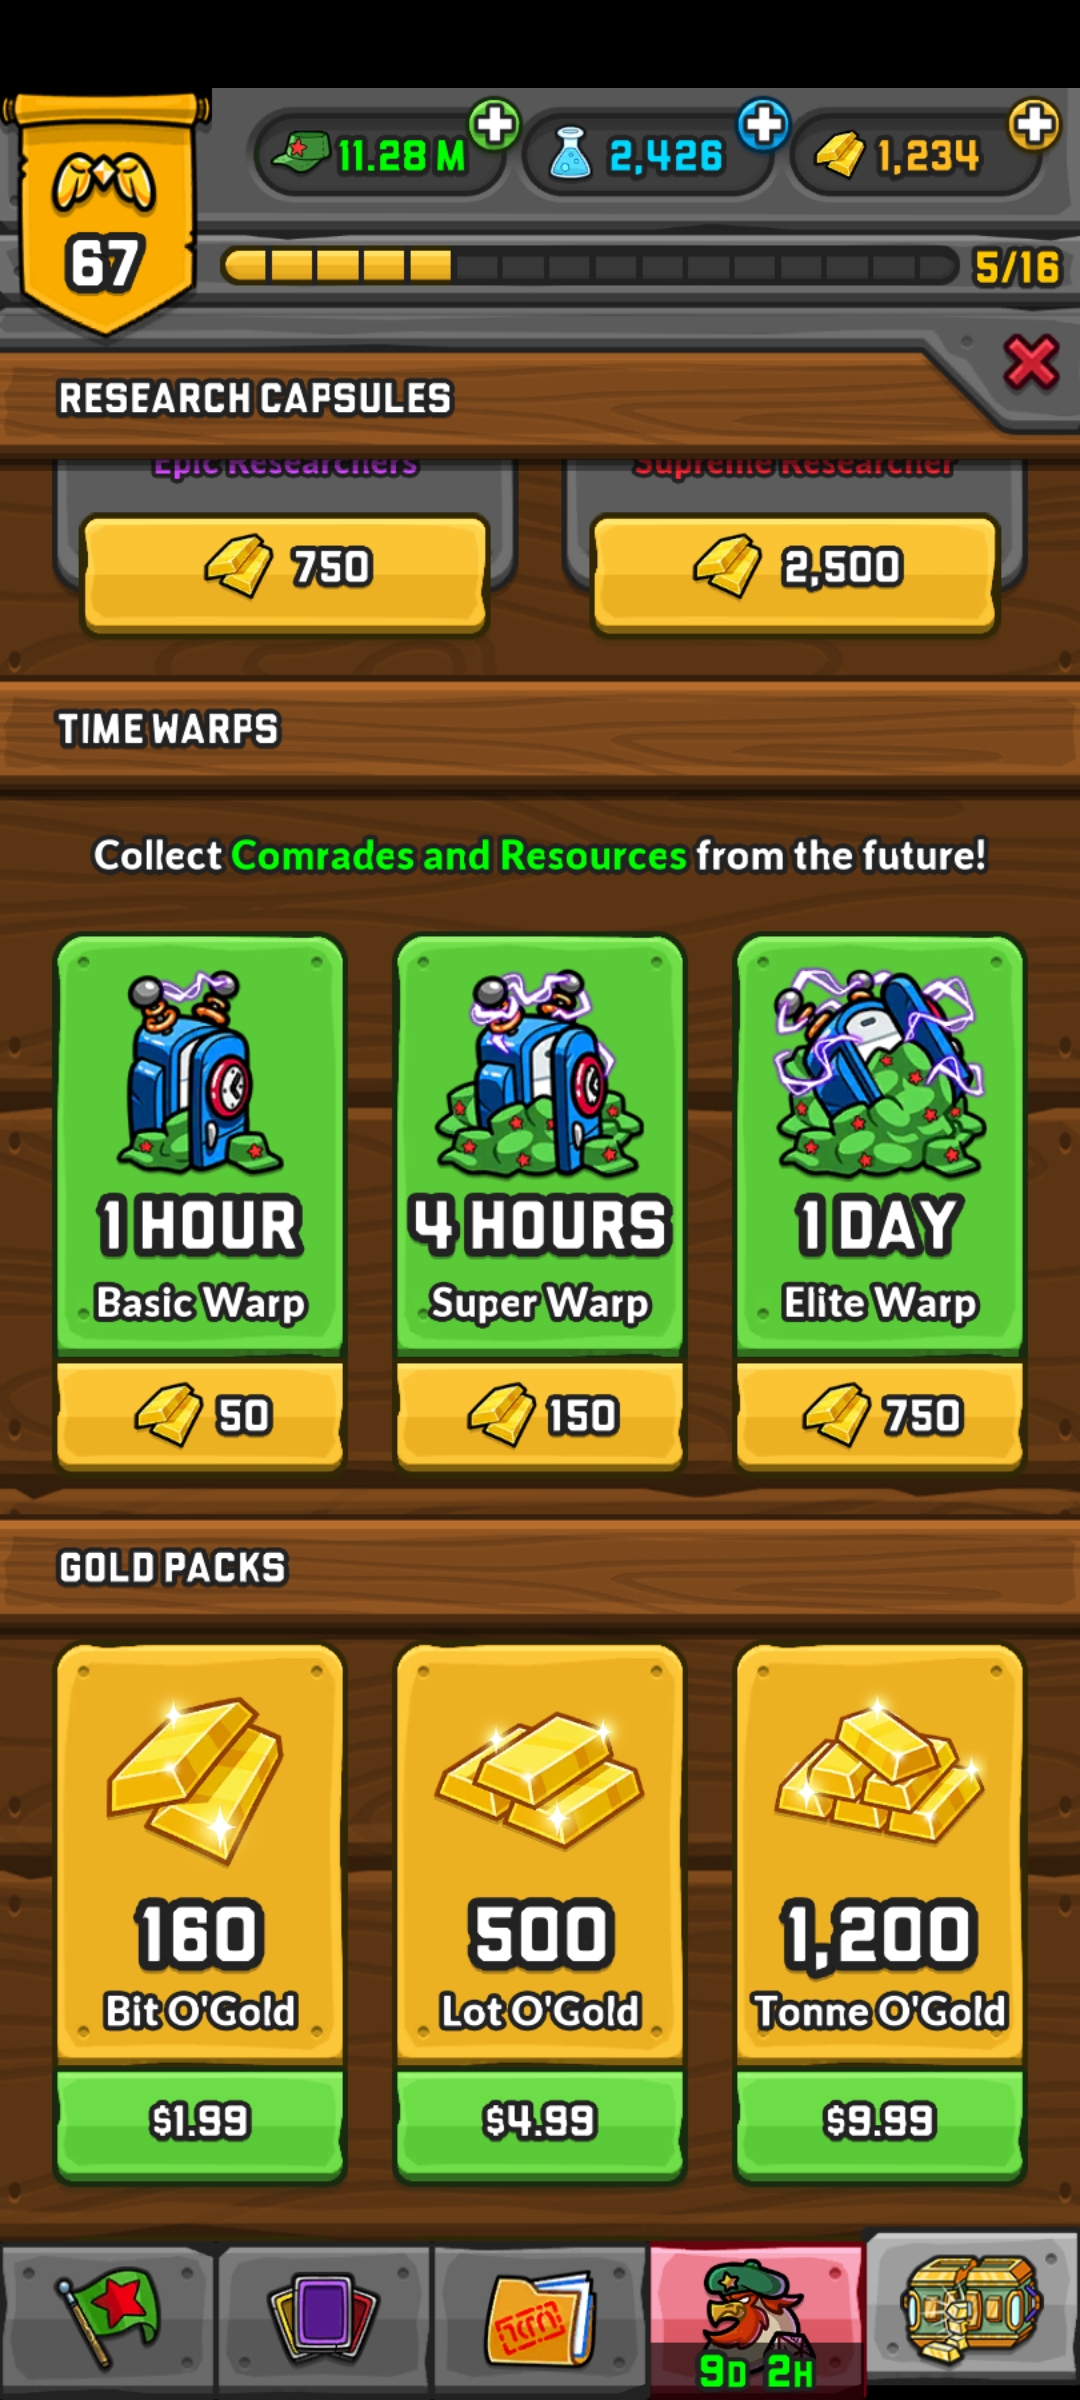 11.28 M
2,426
1,234
67
5/16
RESEARCH CAPSULES
Epic Researchers
Supreme Researcher
750
2,500
TIME WARPS
Collect Comrades and Resources from the future!
1 HOUR
4 HOURS
1 DAY
Basic Warp
Super Warp
Elite Warp
50
150
750
GOLD PACKS
160
500
1,200
Bit O'Gold
Lot O'Gold
Tonne O'Gold
$1.99
$4.99
$9.99
9D 2H